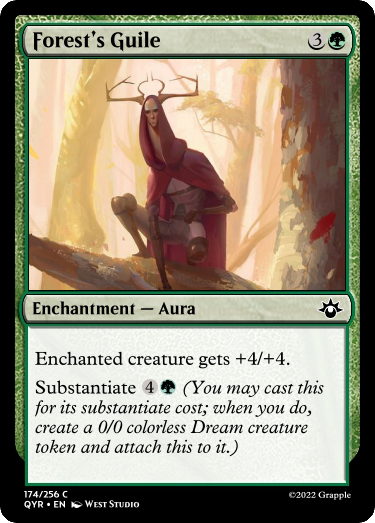 Forest's Guile 3
Enchantment — Aura
Enchanted creature gets +4/+4.
Substantiate 4 (You may cast this
for its substantiate cost; when you do,
create a 0/0 colorless Dream creature
token and attach this to it.)
174/256 C
QYR • EN West Studio
©2022 Grapple